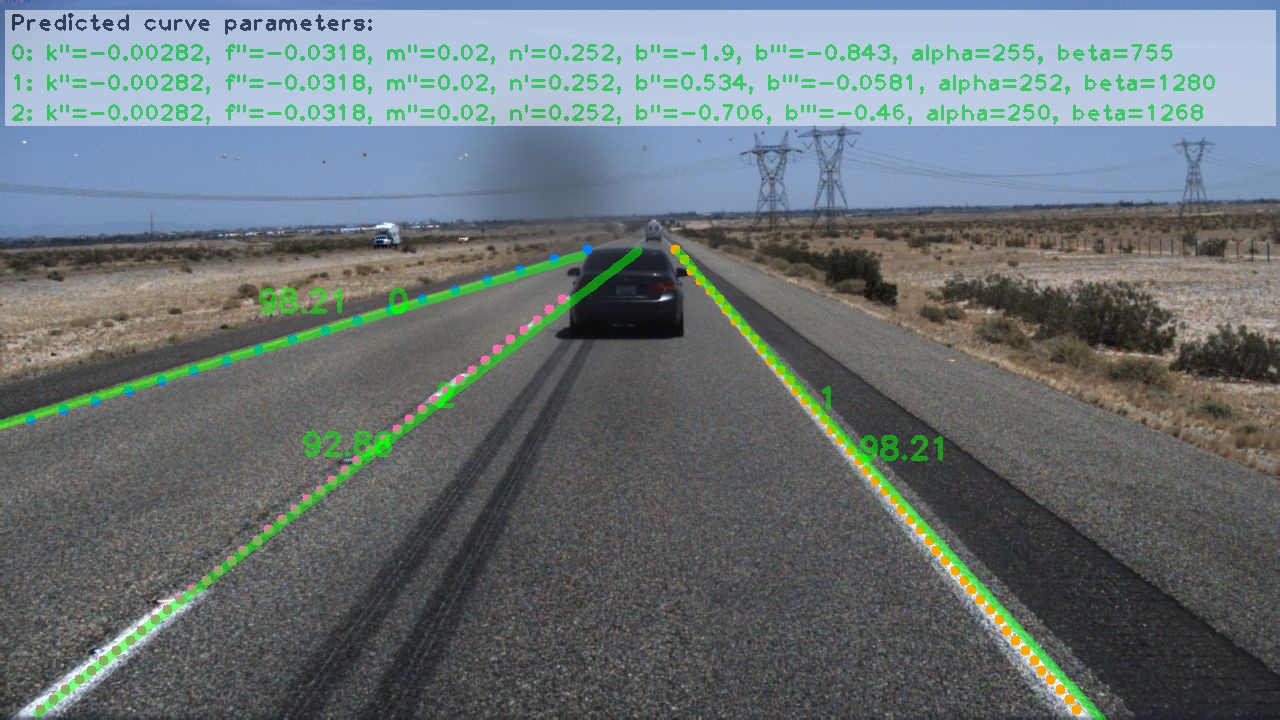 Predicted curve parameters:
0: k''=-0.00282, f''=-0.0318, m''=0.02, n'=0.252, b''=-1.9, b'''=-0.843, alpha=255, beta=755
1: k''=-0.00282, f''=-0.0318, m''=0.02, n'=0.252, b''=0.534, b'''=-0.0581, alpha=252, beta=1280
2: k''=-0.00282, f''=-0.0318, m''=0.02, n'=0.252, b''=-0.706, b'''=-0.46, alpha=250, beta=1268
98.21 0
2 1
98.21